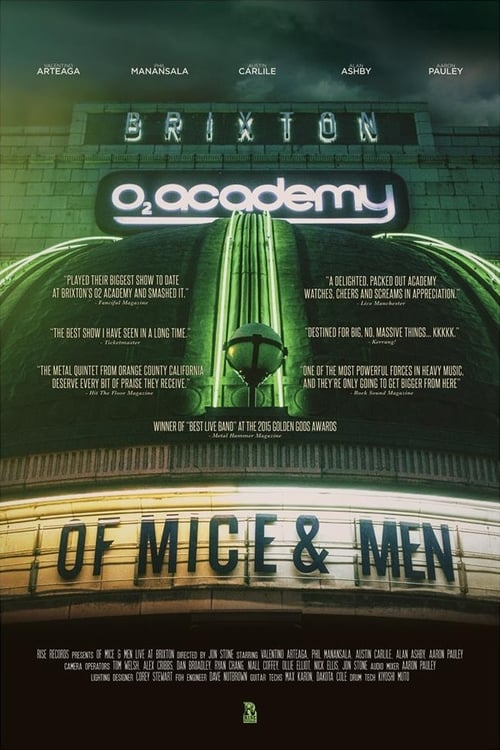 VALENTINO PHIL AUSTIN ALAN AARON
ARTEAGA MANANSALA CARLILE ASHBY PAULEY
BRIXTON
O2 academy
"PLAYED THEIR BIGGEST SHOW TO DATE
AT BRIXTON'S O2 ACADEMY AND SMASHED IT."
- Fanciful Magazine
"A DELIGHTED, PACKED OUT ACADEMY
WATCHES, CHEERS AND SCREAMS IN APPRECIATION."
- Live Manchester
"THE BEST SHOW I HAVE SEEN IN A LONG TIME."
- Ticketmaster
"DESTINED FOR BIG, NO, MASSIVE THINGS... KKKKK."
- Kerrang!
"THE METAL QUINTET FROM ORANGE COUNTY CALIFORNIA
DESERVE EVERY BIT OF PRAISE THEY RECEIVE."
- Hit The Floor Magazine
"ONE OF THE MOST POWERFUL FORCES IN HEAVY MUSIC.
AND THEY'RE ONLY GOING TO GET BIGGER FROM HERE"
- Rock Sound Magazine
WINNER OF "BEST LIVE BAND" AT THE 2015 GOLDEN GODS AWARDS
- Metal Hammer Magazine
OF MICE & MEN
RISE RECORDS PRESENTS OF MICE & MEN LIVE AT BRIXTON DIRECTED BY JON STONE STARRING VALENTINO ARTEAGA, PHIL MANANSALA, AUSTIN CARLILE, ALAN ASHBY, AARON PAULEY
CAMERA OPERATORS TOM WELSH, ALEX CRIBBS, DAN BROADLEY, RYAN CHANG, NIALL COFFEY, OLLIE ELLIOT, NICK ELLIS, JON STONE AUDIO MIXER AARON PAULEY
LIGHTING DESIGNER COREY STEWART FOH ENGINEER DAVE NUTBROWN GUITAR TECHS MAX KARON, DAKOTA COLE DRUM TECH KIYOSHI MUTO